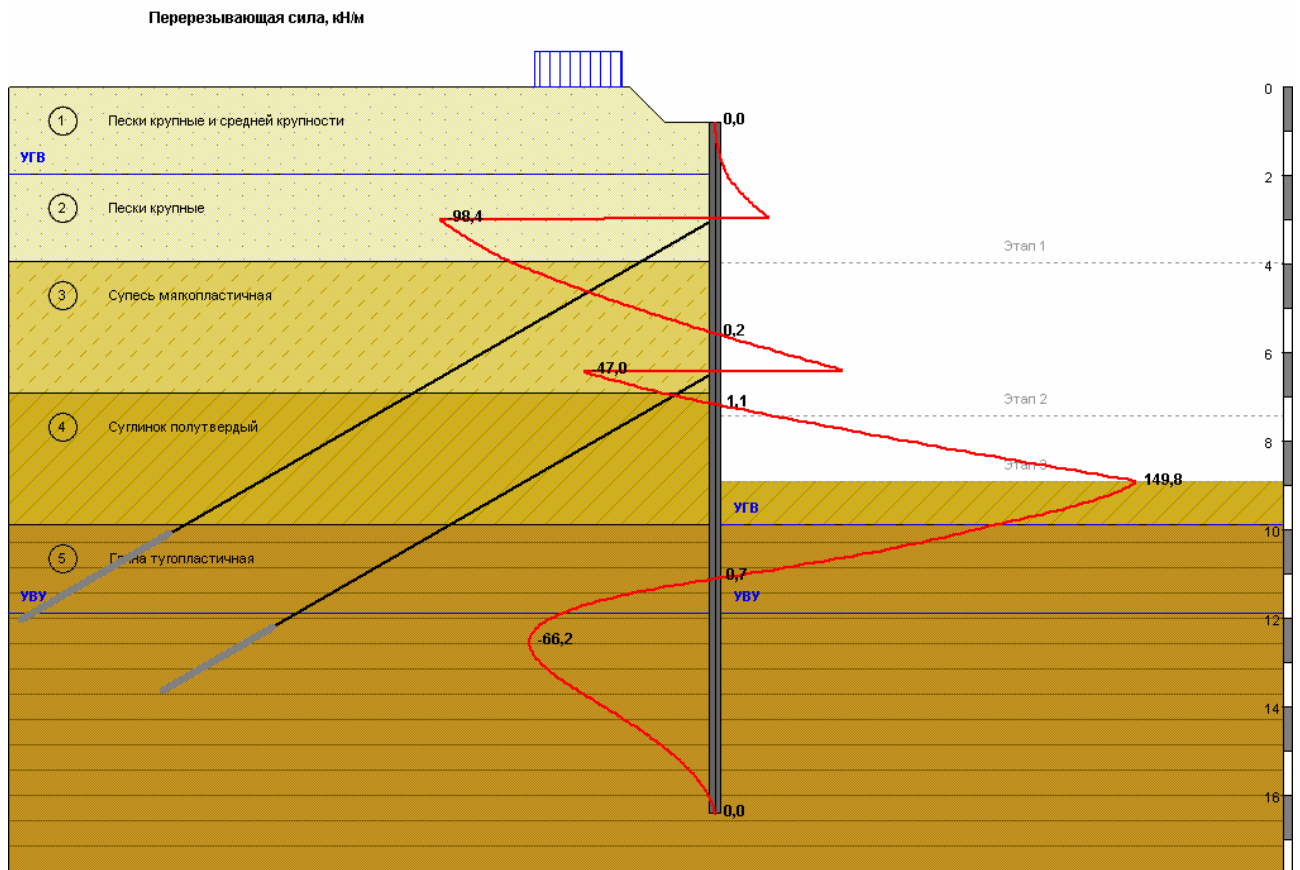 Перерезывающая сила, кН/м
0
0,0
1
Пески крупные и средней крупности
УГВ
2
2
Пески крупные
-98,4
Этап 1
4
3
Супесь мягкопластичная
0,2
6
-47,0
1,1
Этап 2
4
Суглинок полутвердый
8
Этап 3
149,8
УГВ
10
5
Глина тугопластичная
0,7
УВУ
УВУ
12
-66,2
14
16
0,0